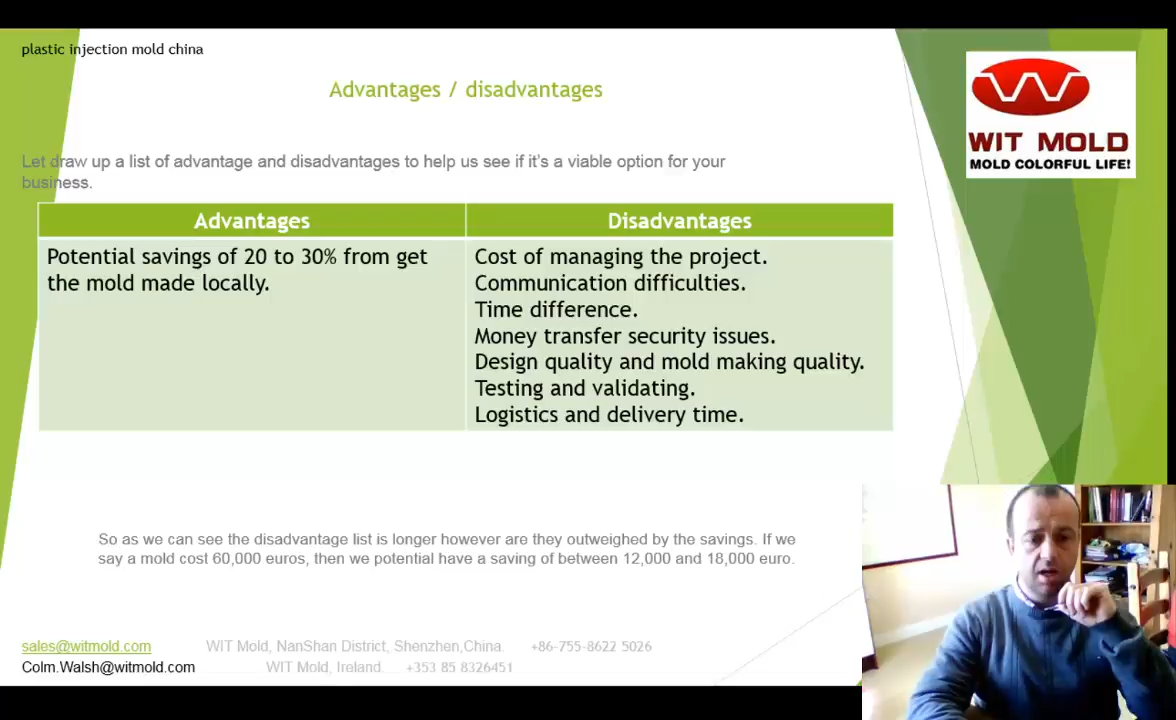 plastic injection mold china
Advantages / disadvantages
WIT MOLD
MOLD COLORFUL LIFE!
Let draw up a list of advantage and disadvantages to help us see if it's a viable option for your
business.
Advantages
Disadvantages
Potential savings of 20 to 30% from get
the mold made locally.
Cost of managing the project.
Communication difficulties.
Time difference.
Money transfer security issues.
Design quality and mold making quality.
Testing and validating.
Logistics and delivery time.
So as we can see the disadvantage list is longer however are they outweighed by the savings. If we
say a mold cost 60,000 euros, then we potential have a saving of between 12,000 and 18,000 euro.
sales@witmold.com WIT Mold, NanShan District, Shenzhen,China. +86-755-8622 5026
Colm.Walsh@witmold.com WIT Mold, Ireland. +353 85 8326451